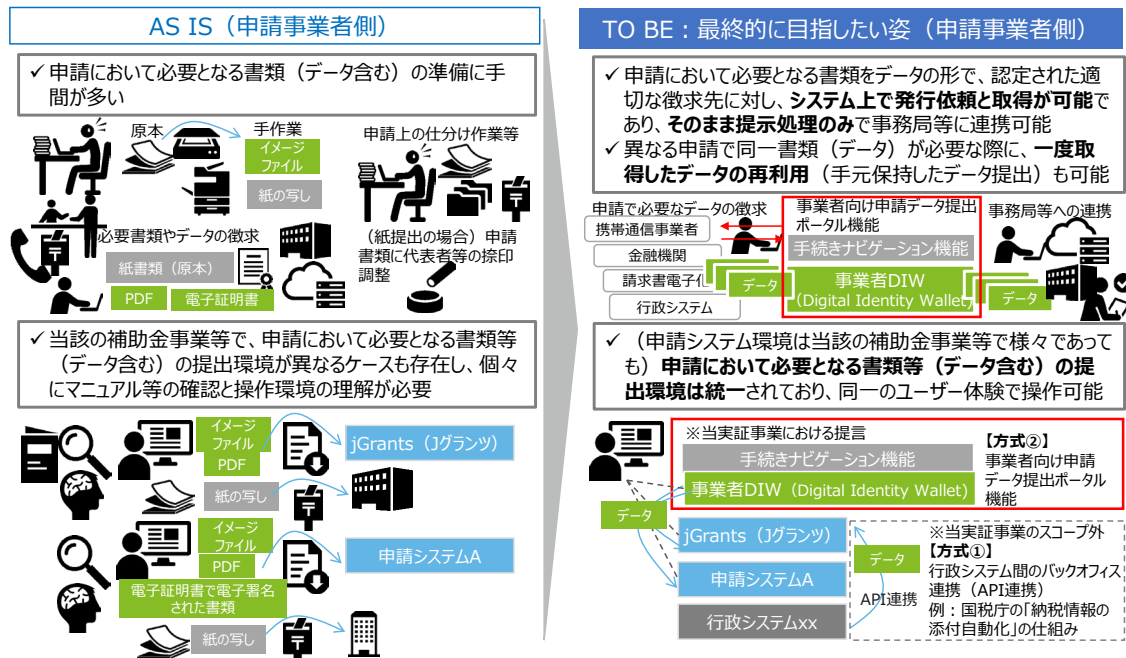 AS IS（申請事業者側）
✓ 申請において必要となる書類（データ含む）の準備に手
間が多い
原本
手作業
イメージ
ファイル
紙の写し
申請上の仕分け作業等
必要書類やデータの徴求
紙書類（原本）
PDF
電子証明書
（紙提出の場合）申請
書類に代表者等の捺印
調整
✓ 当該の補助金事業等で、申請において必要となる書類等
（データ含む）の提出環境が異なるケースも存在し、個々
にマニュアル等の確認と操作環境の理解が必要
イメージ
ファイル
PDF
紙の写し
jGrants（Jグランツ）
イメージ
ファイル
PDF
電子証明書で電子署名
された書類
紙の写し
申請システムA
TO BE：最終的に目指したい姿（申請事業者側）
✓ 申請において必要となる書類をデータの形で、認定された適
切な徴求先に対し、システム上で発行依頼と取得が可能で
あり、そのまま提示処理のみで事務局等に連携可能
✓ 異なる申請で同一書類（データ）が必要な際に、一度取
得したデータの再利用（手元保持したデータ提出）も可能
申請で必要なデータの徴求
携帯通信事業者
金融機関
請求書電子化
行政システム
データ
事業者向け申請データ提出
ポータル機能
手続きナビゲーション機能
事業者DIW
（Digital Identity Wallet）
事務局等への連携
データ
✓ （申請システム環境は当該の補助金事業等で様々であって
も）申請において必要となる書類等（データ含む）の提
出環境は統一されており、同一のユーザー体験で操作可能
※当実証事業における提言
手続きナビゲーション機能
事業者DIW（Digital Identity Wallet）
【方式②】
事業者向け申請
データ提出ポータル
機能
データ
jGrants（Jグランツ）
申請システムA
行政システムxx
データ
API連携
※当実証事業のスコープ外
【方式①】
行政システム間のバックオフィス
連携（API連携）
例：国税庁の「納税情報の
添付自動化」の仕組み